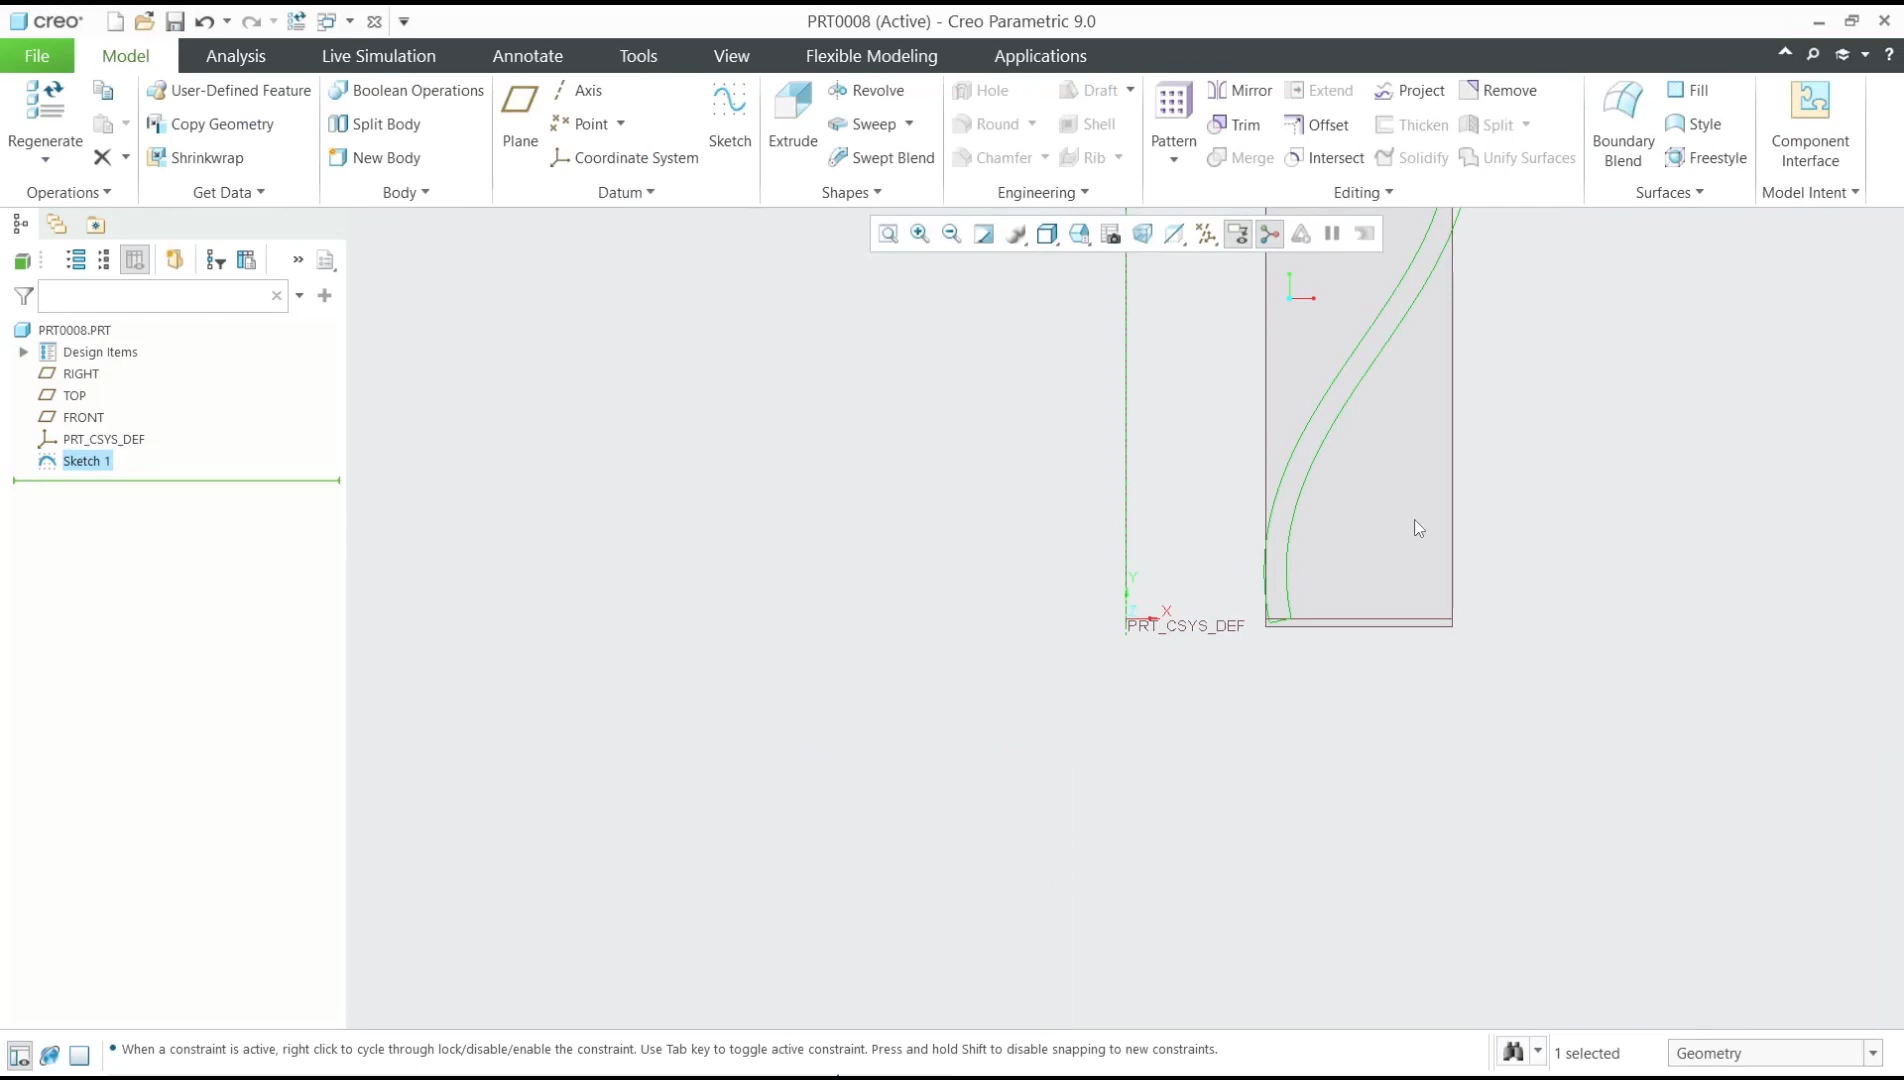 creo
PRT0008 (Active) - Creo Parametric 9.0
File Model Analysis Live Simulation Annotate Tools View Flexible Modeling Applications
Regenerate
Operations
User-Defined Feature
Copy Geometry
Shrinkwrap
Get Data
Boolean Operations
Split Body
New Body
Body
Plane
Axis
Point
Coordinate System
Sketch
Datum
Extrude
Revolve
Sweep
Swept Blend
Shapes
Hole
Round
Chamfer
Draft
Shell
Rib
Engineering
Pattern
Mirror
Trim
Merge
Extend
Offset
Intersect
Project
Thicken
Solidify
Remove
Split
Unify Surfaces
Editing
Boundary
Blend
Fill
Style
Freestyle
Surfaces
Component
Interface
Model Intent
PRT0008.PRT
Design Items
RIGHT
TOP
FRONT
PRT_CSYS_DEF
Sketch 1
Y
Z X
PRT_CSYS_DEF
When a constraint is active, right click to cycle through lock/disable/enable the constraint. Use Tab key to toggle active constraint. Press and hold Shift to disable snapping to new constraints.
1 selected
Geometry